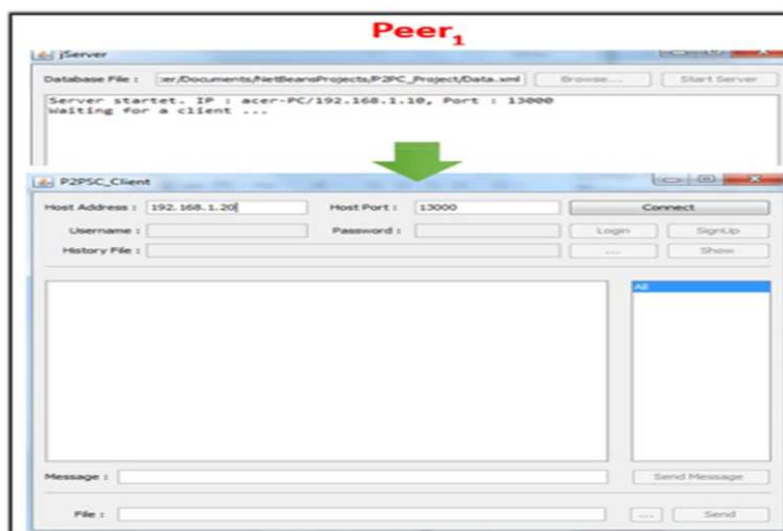 Peer1
jServer
Database File : :er/Documents/NetBeansProjects/P2PC_Project/Data.xml Browse... Start Server
Server startet. IP : acer-PC/192.168.1.10, Port : 13000
Waiting for a client ...
P2PSC_Client
Host Address : 192.168.1.20 Host Port : 13000 Connect
Username : Password : Login SignUp
History File : ... Show
All
Message : Send Message
File : ... Send